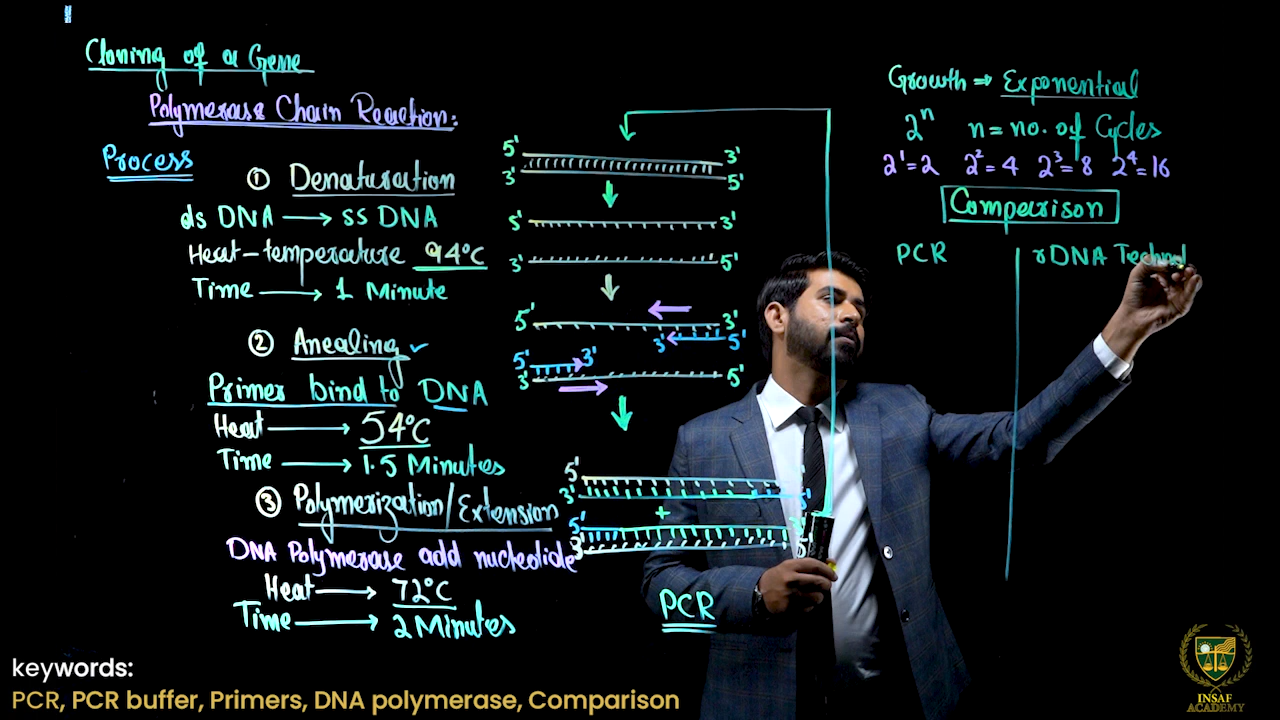 Cloning of a Gene
Polymerase Chain Reaction:
Process
① Denaturation
ds DNA → ss DNA
Heat-temperature 94°C
Time → 1 Minute
② Anealing ✓
Primer bind to DNA
Heat → 54°C
Time → 1.5 Minutes
③ Polymerization/Extension
DNA Polymerase add nucleotide
Heat → 72°C
Time → 2 Minutes
5' 3'
3' 5'
5' 3'
3' 5'
5' 3'
3' 5'
5' 3'
3' 5'
5'
3' 5'
+
5'
3'
PCR
Growth ⇒ Exponential
2ⁿ n = no. of Cycles
2¹=2 2²=4 2³=8 2⁴=16
Comparison
PCR
rDNA Technol
keywords:
PCR, PCR buffer, Primers, DNA polymerase, Comparison
INSAF
ACADEMY